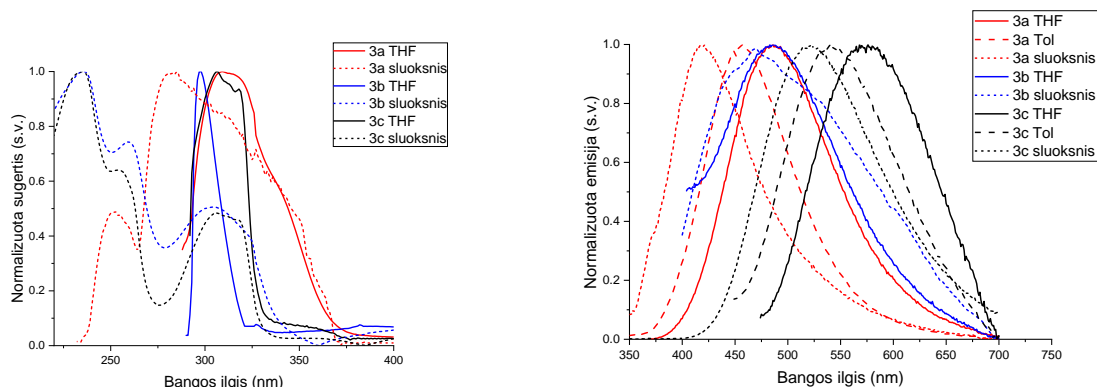 3a THF
3a sluoksnis
3b THF
3b sluoksnis
3c THF
3c sluoksnis
Normalizuota sugertis (s.v.)
1.0
0.8
0.6
0.4
0.2
0.0
250
300
350
400
Bangos ilgis (nm)
3a THF
3a Tol
3a sluoksnis
3b THF
3b sluoksnis
3c THF
3c Tol
3c sluoksnis
Normalizuota emisija (s.v.)
1.0
0.8
0.6
0.4
0.2
0.0
350
400
450
500
550
600
650
700
750
Bangos ilgis (nm)